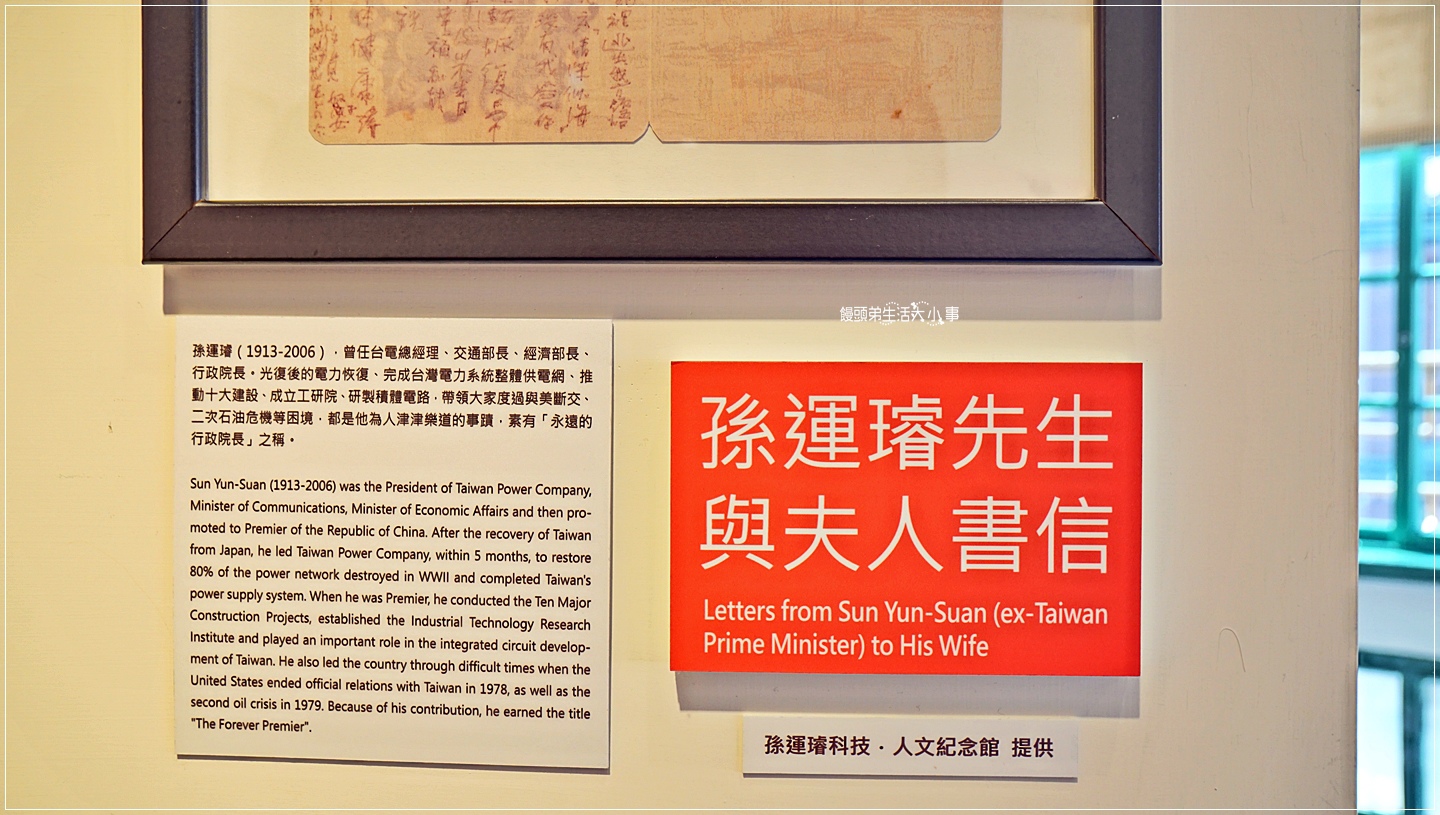 饅頭弟生活大小事
孫運璿（1913-2006），曾任台電總經理、交通部長、經濟部長、
行政院長。光復後的電力恢復、完成台灣電力系統整體供電網、推
動十大建設、成立工研院、研製積體電路，帶領大家度過與美斷交、
二次石油危機等困境，都是他為人津津樂道的事蹟，素有「永遠的
行政院長」之稱。
Sun Yun-Suan (1913-2006) was the President of Taiwan Power Company,
Minister of Communications, Minister of Economic Affairs and then pro-
moted to Premier of the Republic of China. After the recovery of Taiwan
from Japan, he led Taiwan Power Company, within 5 months, to restore
80% of the power network destroyed in WWII and completed Taiwan's
power supply system. When he was Premier, he conducted the Ten Major
Construction Projects, established the Industrial Technology Research
Institute and played an important role in the integrated circuit develop-
ment of Taiwan. He also led the country through difficult times when the
United States ended official relations with Taiwan in 1978, as well as the
second oil crisis in 1979. Because of his contribution, he earned the title
"The Forever Premier".
孫運璿先生
與夫人書信
Letters from Sun Yun-Suan (ex-Taiwan
Prime Minister) to His Wife
孫運璿科技・人文紀念館 提供